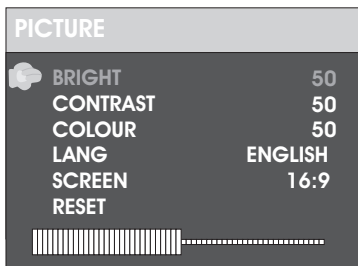 PICTURE
BRIGHT 50
CONTRAST 50
COLOUR 50
LANG ENGLISH
SCREEN 16:9
RESET